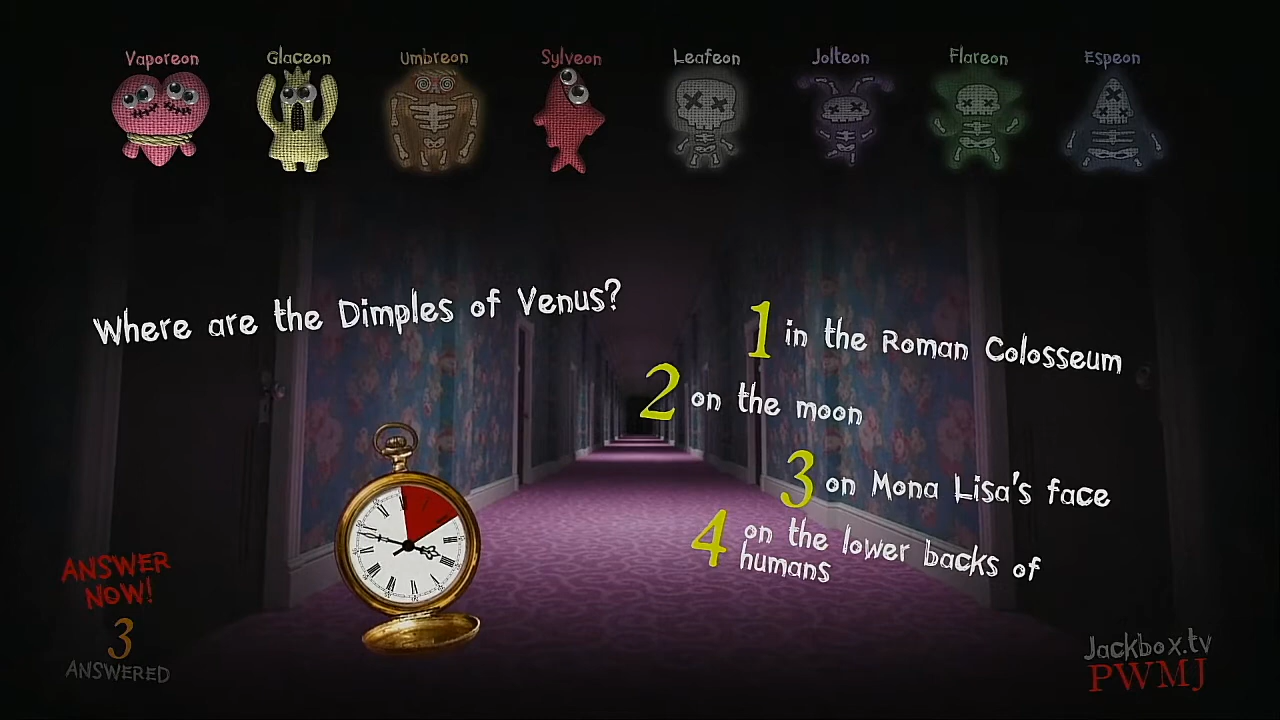 Vaporeon
Glaceon
Umbreon
Sylveon
Leafeon
Jolteon
Flareon
Espeon
Where are the Dimples of Venus?
1 in the Roman Colosseum
2 on the moon
3 on Mona Lisa's face
4 on the lower backs of
humans
ANSWER
NOW!
3
ANSWERED
Jackbox.tv
PWMJ